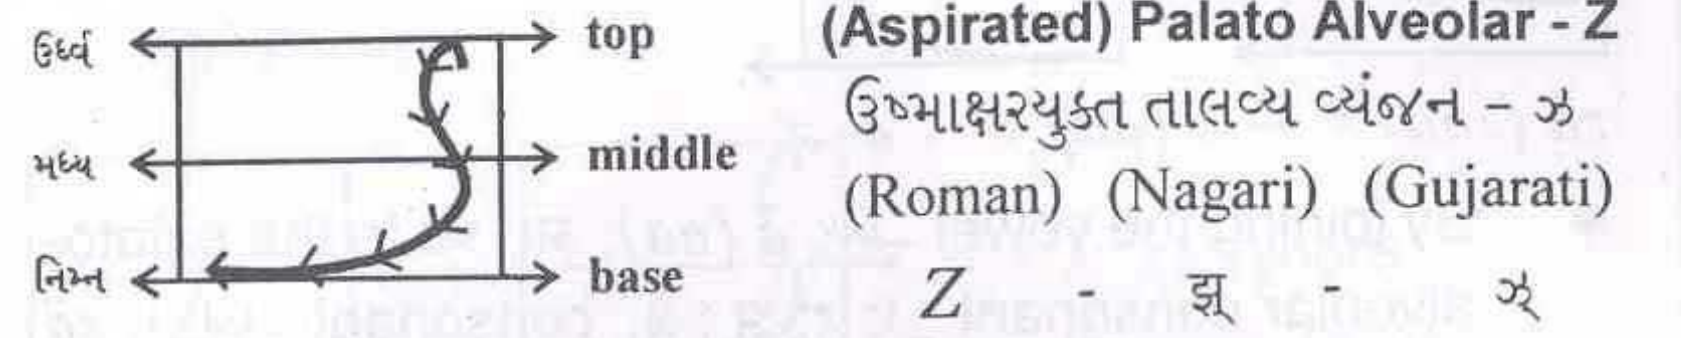 ઉર્ધ્વ top
મધ્ય middle
નિમ્ન base
(Aspirated) Palato Alveolar - Z
ઉષ્માક્ષરયુક્ત તાલવ્ય વ્યંજન - ઝ
(Roman) (Nagari) (Gujarati)
Z - झ् - ઝ્